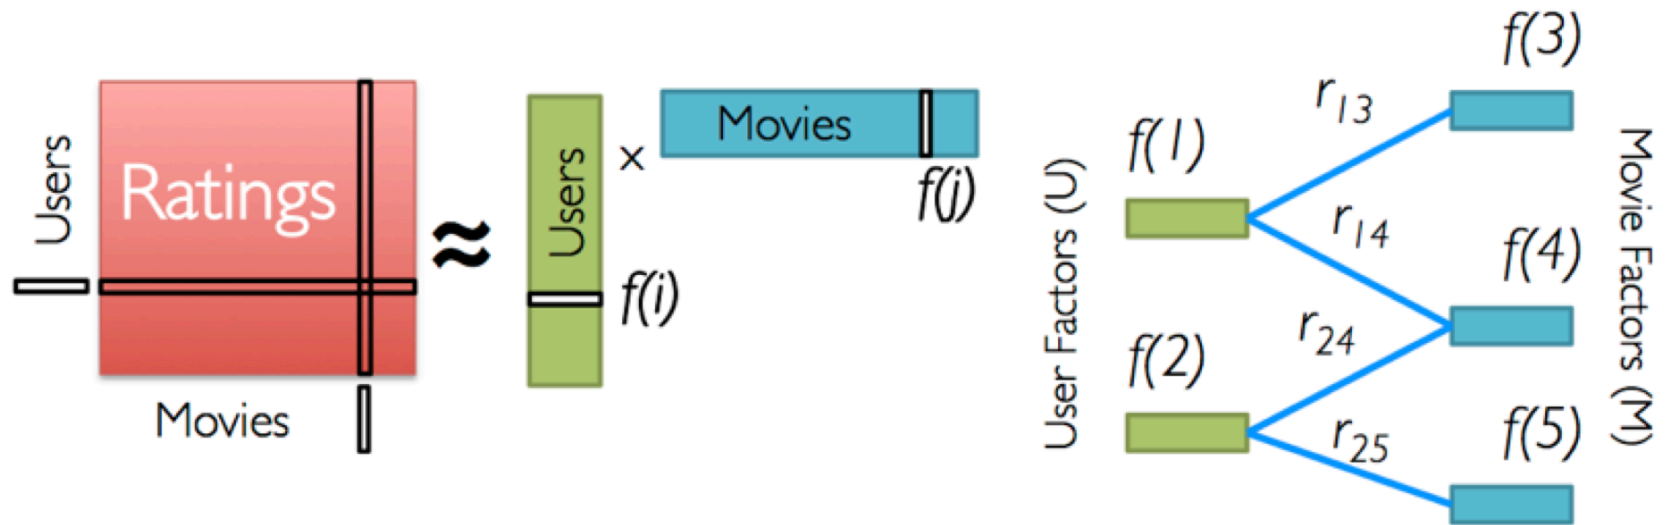 Users
Ratings
Movies
≈
Users
f(i)
x
Movies
f(j)
User Factors (U)
f(1)
f(2)
r13
r14
r24
r25
f(3)
f(4)
f(5)
Movie Factors (M)